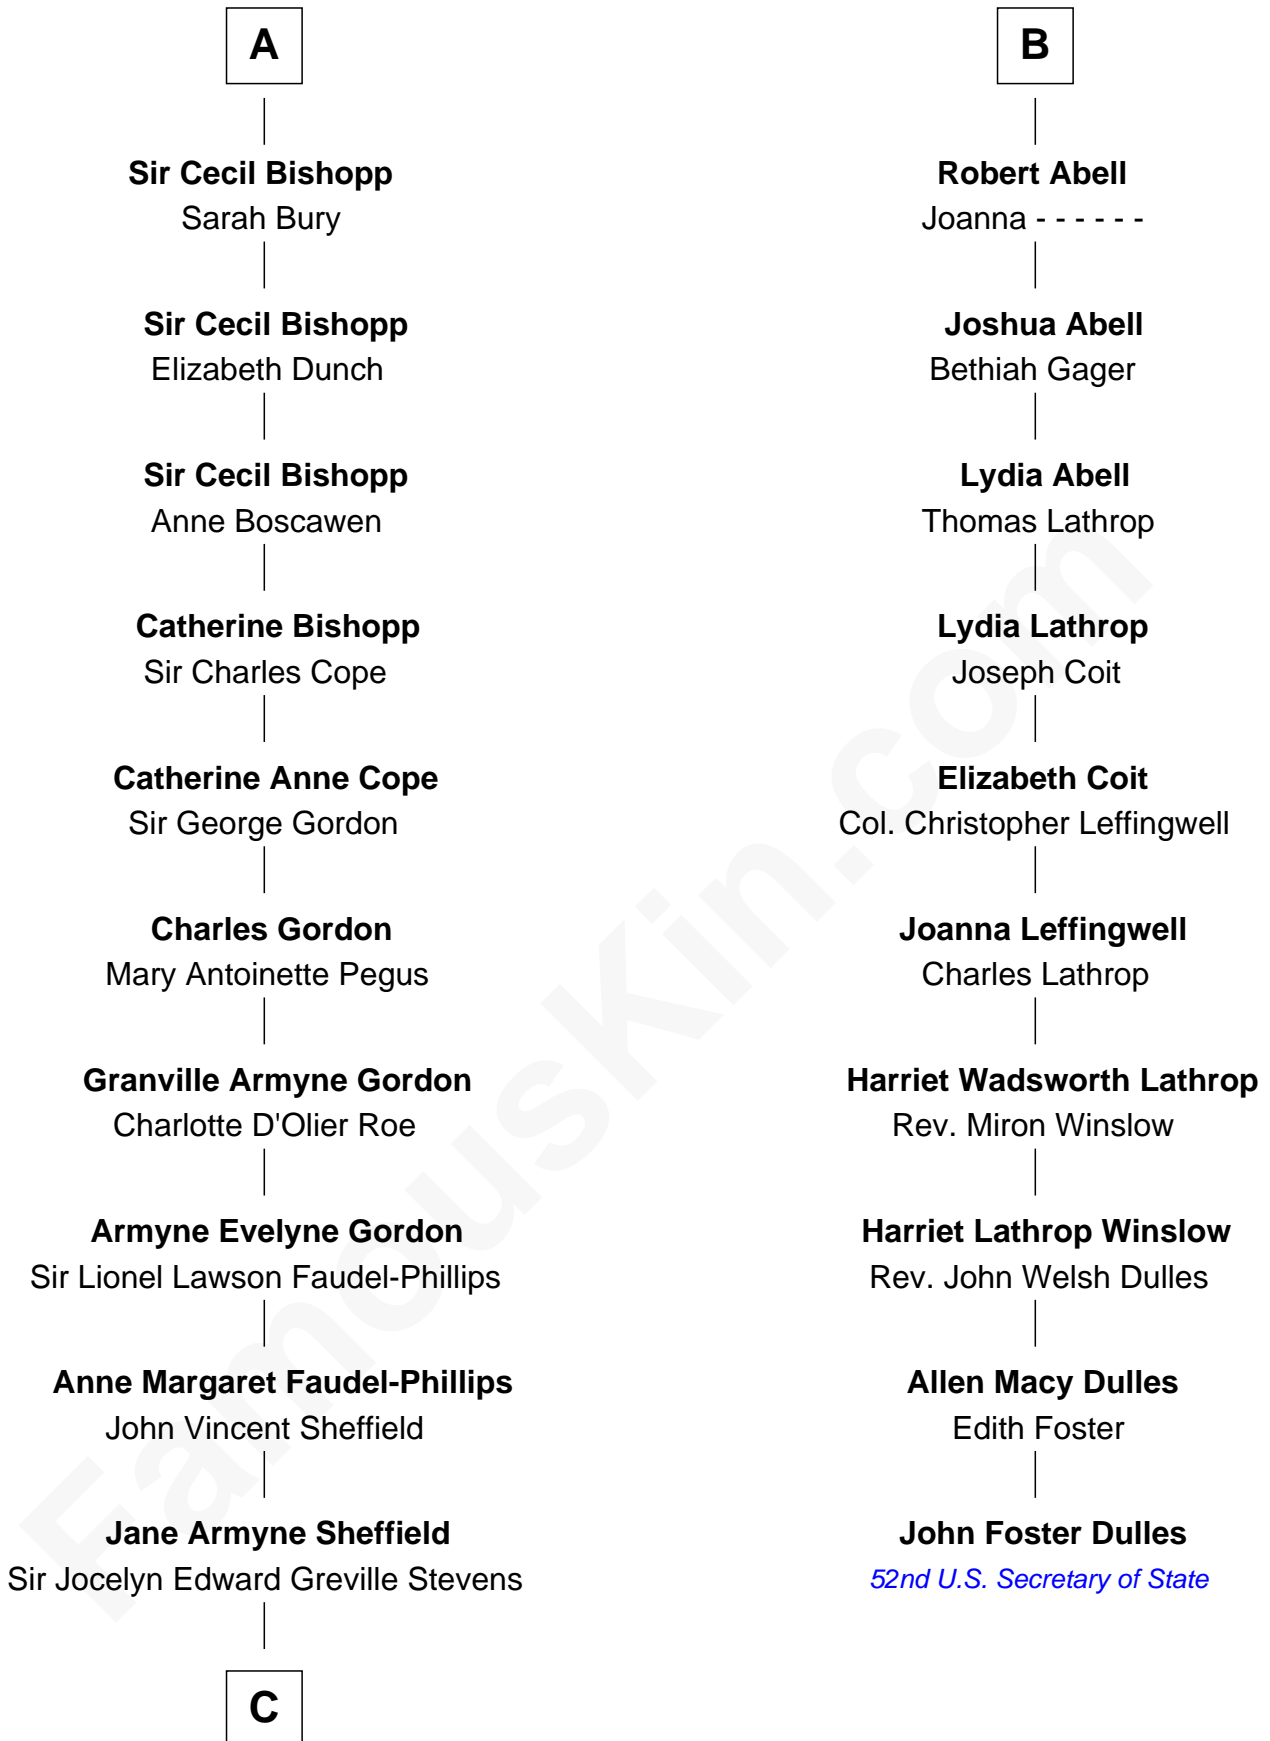 A
Sir Cecil Bishopp
Sarah Bury
Sir Cecil Bishopp
Elizabeth Dunch
Sir Cecil Bishopp
Anne Boscawen
Catherine Bishopp
Sir Charles Cope
Catherine Anne Cope
Sir George Gordon
Charles Gordon
Mary Antoinette Pegus
Granville Armyne Gordon
Charlotte D'Olier Roe
Armyne Evelyne Gordon
Sir Lionel Lawson Faudel-Phillips
Anne Margaret Faudel-Phillips
John Vincent Sheffield
Jane Armyne Sheffield
Sir Jocelyn Edward Greville Stevens
C
B
Robert Abell
Joanna - - - - - -
Joshua Abell
Bethiah Gager
Lydia Abell
Thomas Lathrop
Lydia Lathrop
Joseph Coit
Elizabeth Coit
Col. Christopher Leffingwell
Joanna Leffingwell
Charles Lathrop
Harriet Wadsworth Lathrop
Rev. Miron Winslow
Harriet Lathrop Winslow
Rev. John Welsh Dulles
Allen Macy Dulles
Edith Foster
John Foster Dulles
52nd U.S. Secretary of State
FamousKin.com